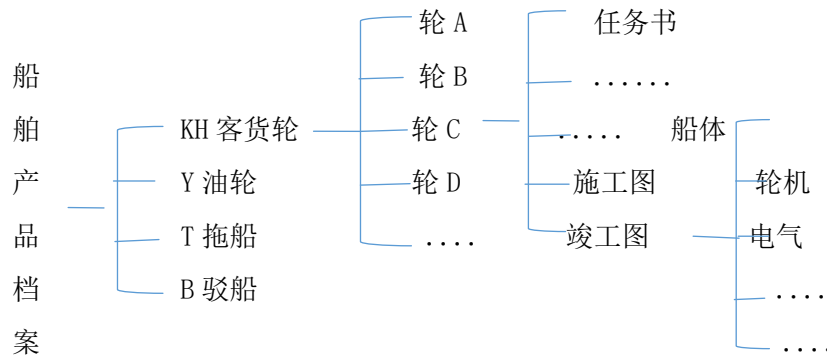 船舶产品档案
KH 客货轮
Y 油轮
T 拖船
B 驳船
轮 A
轮 B
轮 C
轮 D
....
任务书
......
.....
施工图
竣工图
船体
轮机
电气
....
....